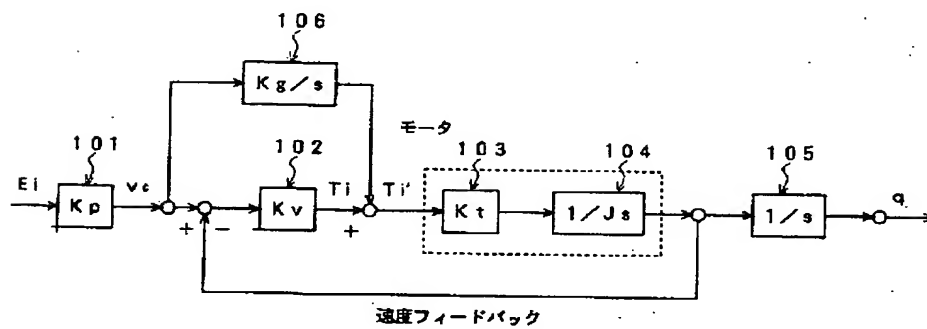 106
Kg/s
モータ
101
102
103
104
105
Ei
Kp
vc
Kv
Ti
Ti'
Kt
1/Js
1/s
q
+
+
-
+
速度フィードバック